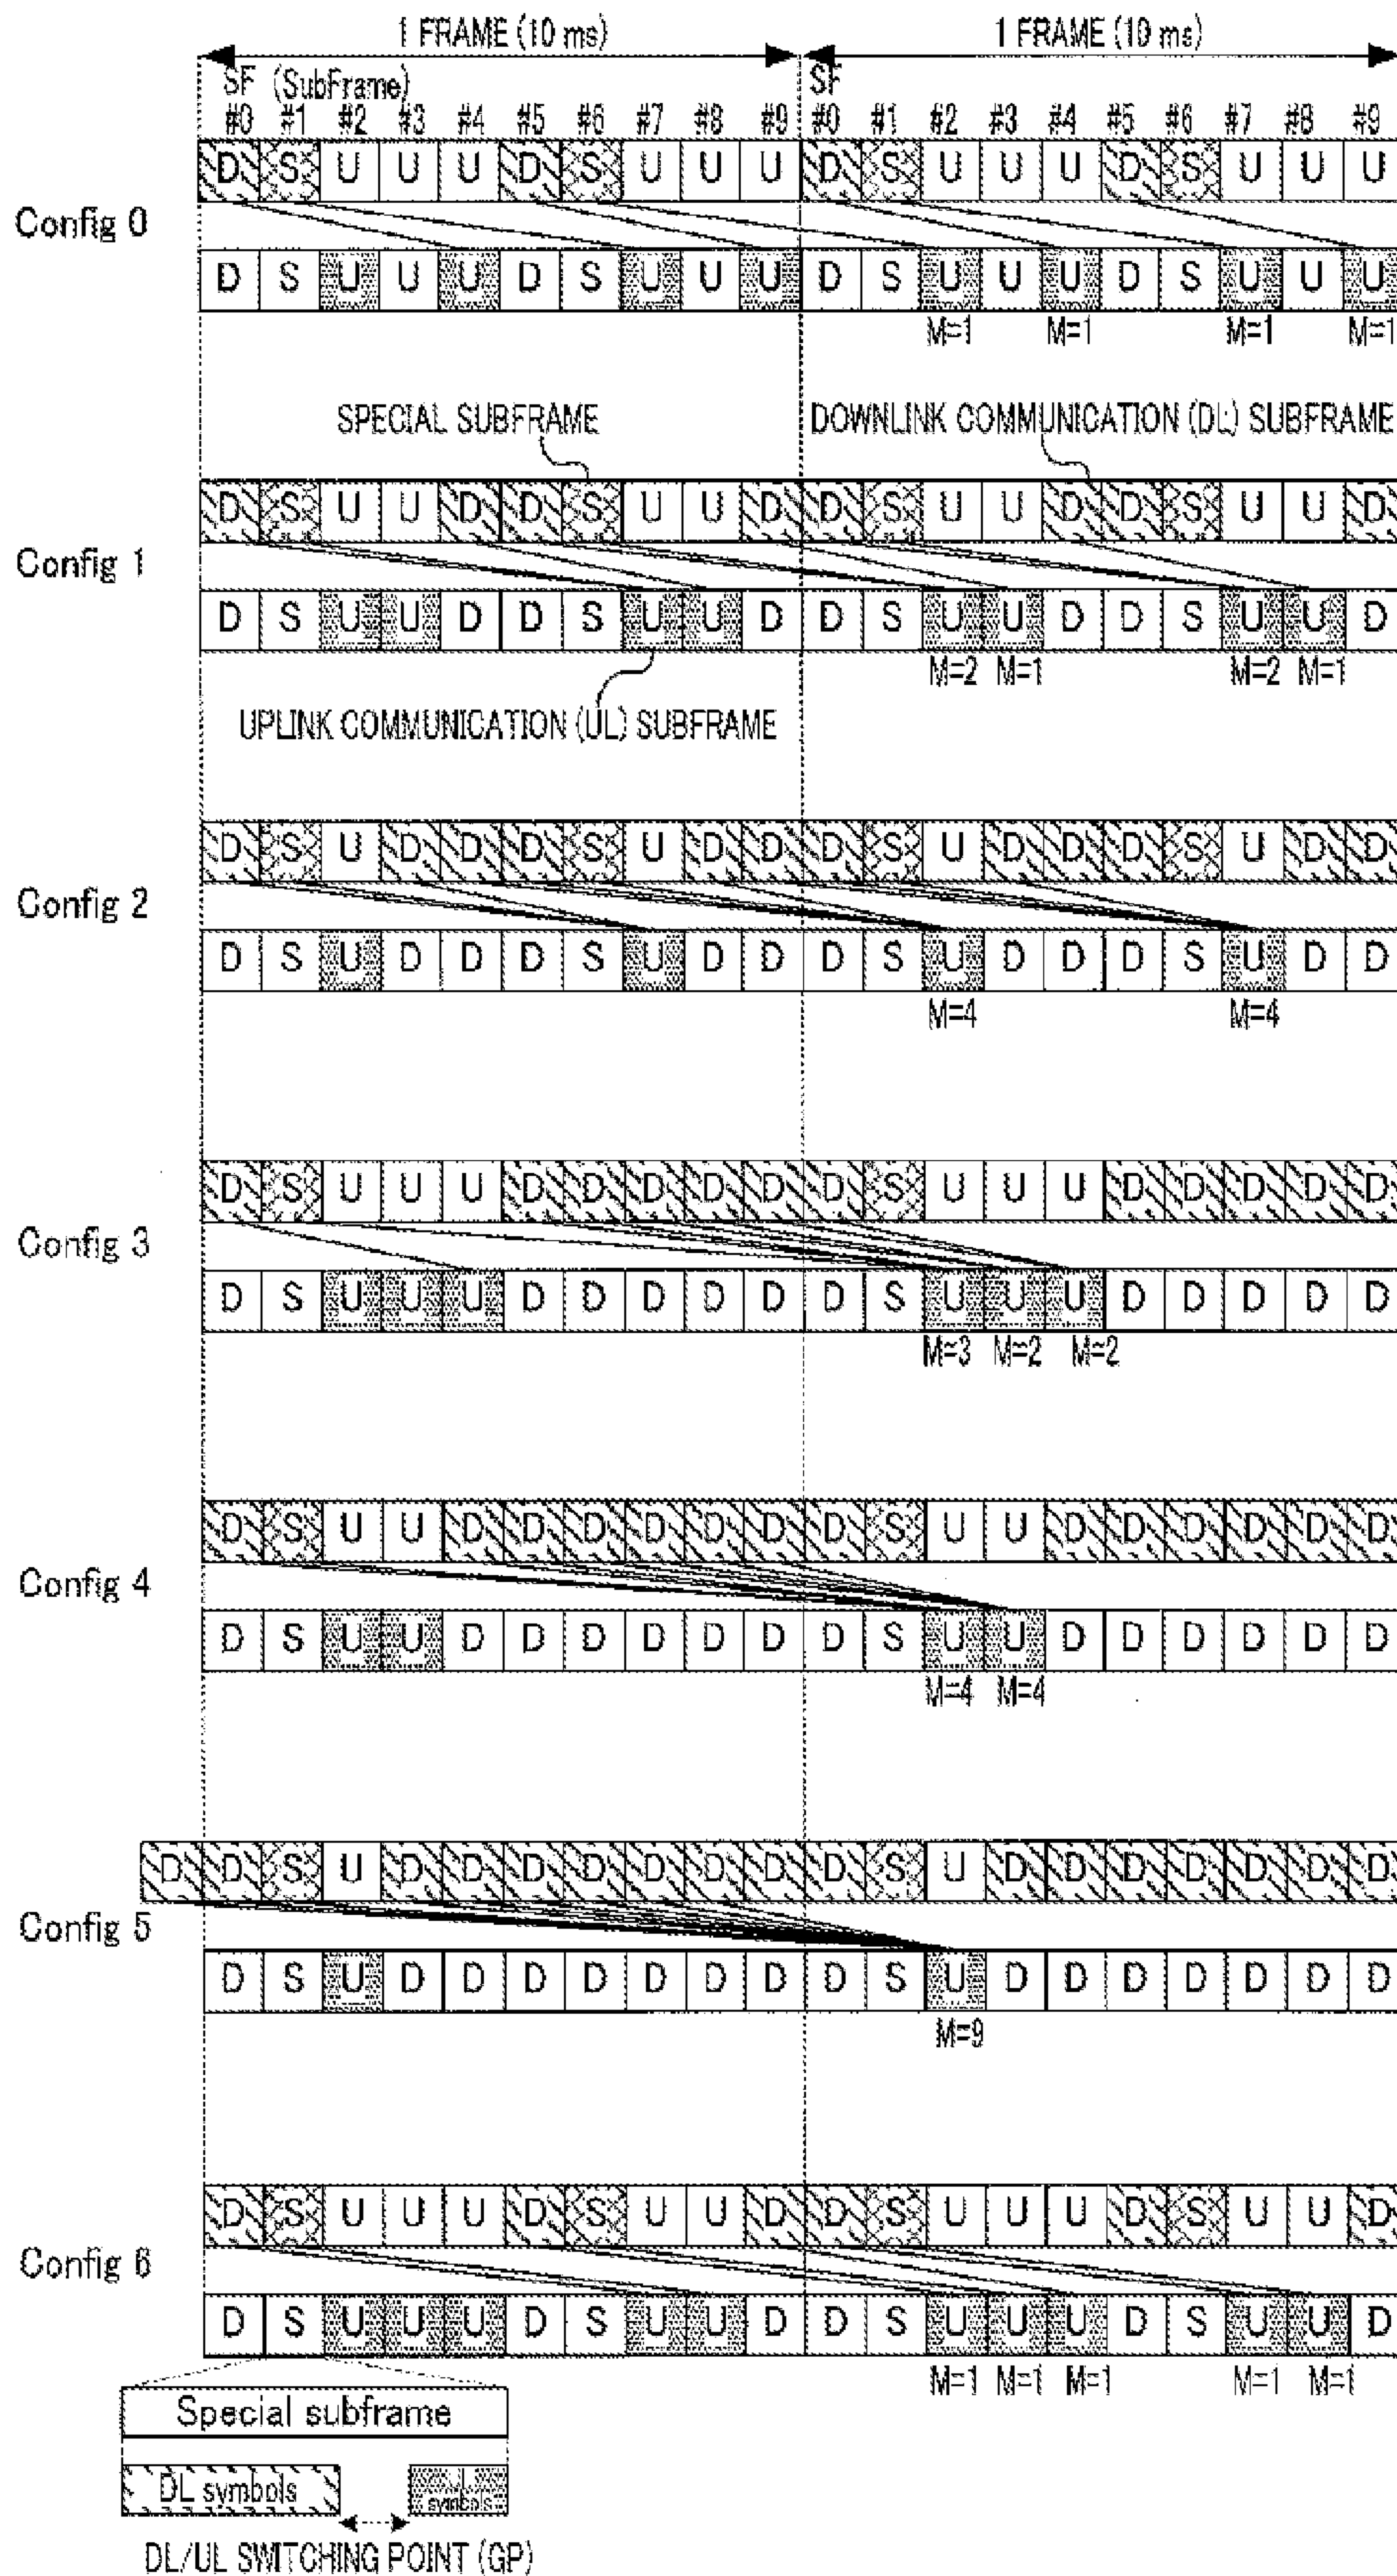 1 FRAME (10 ms) 1 FRAME (10 ms)
SF (SubFrame) SF
#0 #1 #2 #3 #4 #5 #6 #7 #8 #9 #0 #1 #2 #3 #4 #5 #6 #7 #8 #9
D S U U U D S U U U D S U U U D S U U U
Config 0
D S U U U D S U U U D S U U U D S U U U
M=1 M=1 M=1 M=1
SPECIAL SUBFRAME DOWNLINK COMMUNICATION (DL) SUBFRAME
D S U U D D S U U D D S U U D D S U U D
Config 1
D S U U D D S U U D D S U U D D S U U D
M=2 M=1 M=2 M=1
UPLINK COMMUNICATION (UL) SUBFRAME
D S U D D D S U D D D S U D D D S U D D
Config 2
D S U D D D S U D D D S U D D D S U D D
M=4 M=4
D S U U U D D D D D D S U U U D D D D D
Config 3
D S U U U D D D D D D S U U U D D D D D
M=3 M=2 M=2
D S U U D D D D D D D S U U D D D D D D
Config 4
D S U U D D D D D D D S U U D D D D D D
M=4 M=4
D D S U D D D D D D D D S U D D D D D D D
Config 5
D S U D D D D D D D D S U D D D D D D D
M=9
D S U U U D S U U D D S U U U D S U U D
Config 6
D S U U U D S U U D D S U U U D S U U D
M=1 M=1 M=1 M=1 M=1
Special subframe
DL symbols UL symbols
DL/UL SWITCHING POINT (GP)